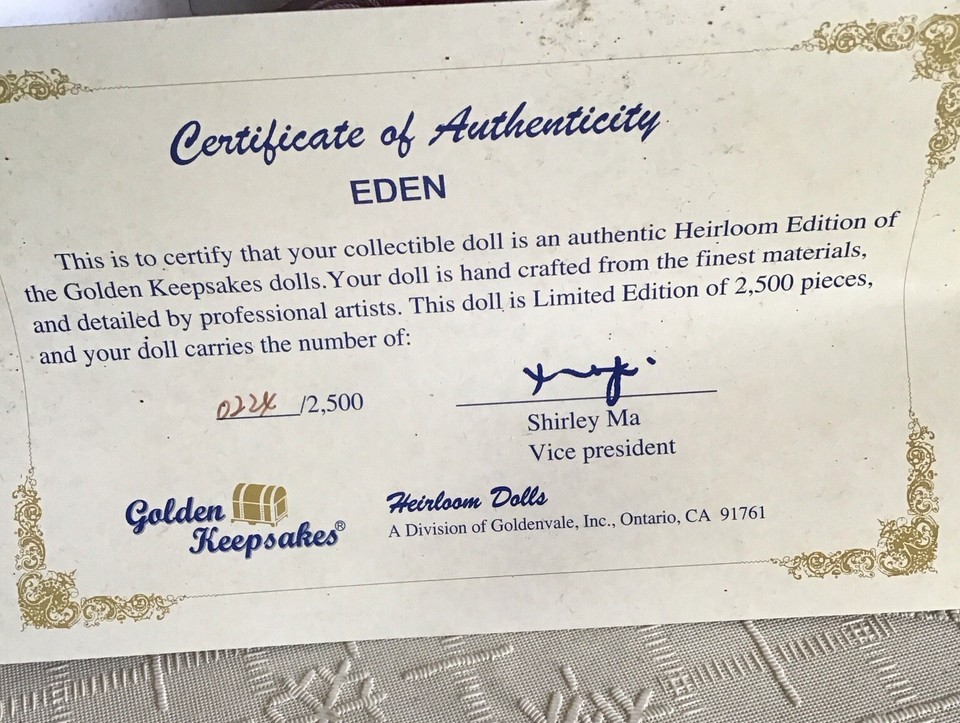 Certificate of Authenticity
EDEN
This is to certify that your collectible doll is an authentic Heirloom Edition of
the Golden Keepsakes dolls.Your doll is hand crafted from the finest materials,
and detailed by professional artists. This doll is Limited Edition of 2,500 pieces,
and your doll carries the number of:
/2,500
Shirley Ma
Vice president
Golden
Keepsakes®
Heirloom Dolls
A Division of Goldenvale, Inc., Ontario, CA 91761